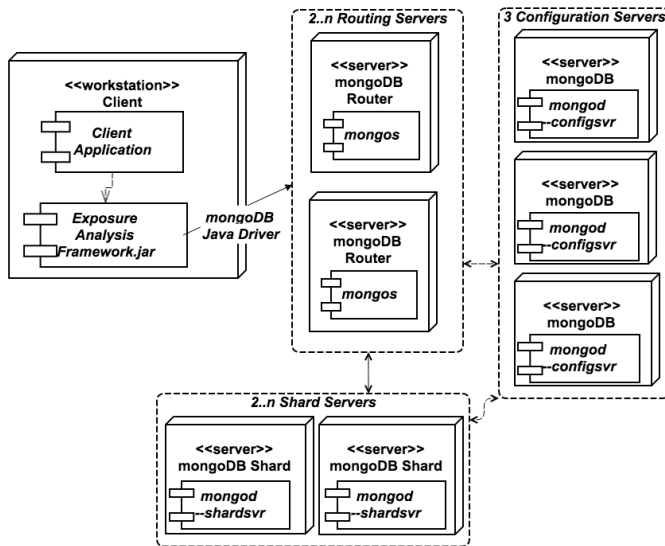 2..n Routing Servers
3 Configuration Servers
<<workstation>>
Client
Client
Application
Exposure
Analysis
Framework.jar
mongoDB
Java Driver
<<server>>
mongoDB
Router
mongos
<<server>>
mongoDB
Router
mongos
<<server>>
mongoDB
mongod
--configsvr
<<server>>
mongoDB
mongod
--configsvr
<<server>>
mongoDB
mongod
--configsvr
2..n Shard Servers
<<server>>
mongoDB Shard
mongod
--shardsvr
<<server>>
mongoDB Shard
mongod
--shardsvr